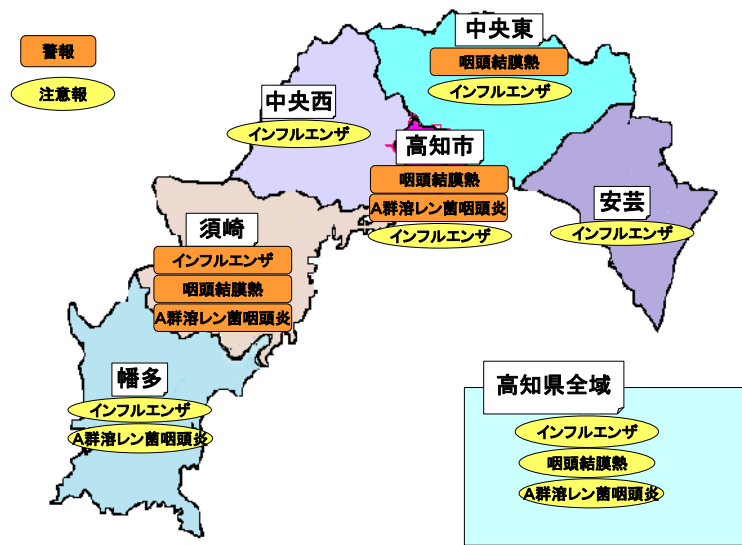 警報
注意報
中央東
咽頭結膜熱
インフルエンザ
中央西
インフルエンザ
高知市
咽頭結膜熱
A群溶レン菌咽頭炎
インフルエンザ
安芸
インフルエンザ
須崎
インフルエンザ
咽頭結膜熱
A群溶レン菌咽頭炎
幡多
インフルエンザ
A群溶レン菌咽頭炎
高知県全域
インフルエンザ
咽頭結膜熱
A群溶レン菌咽頭炎